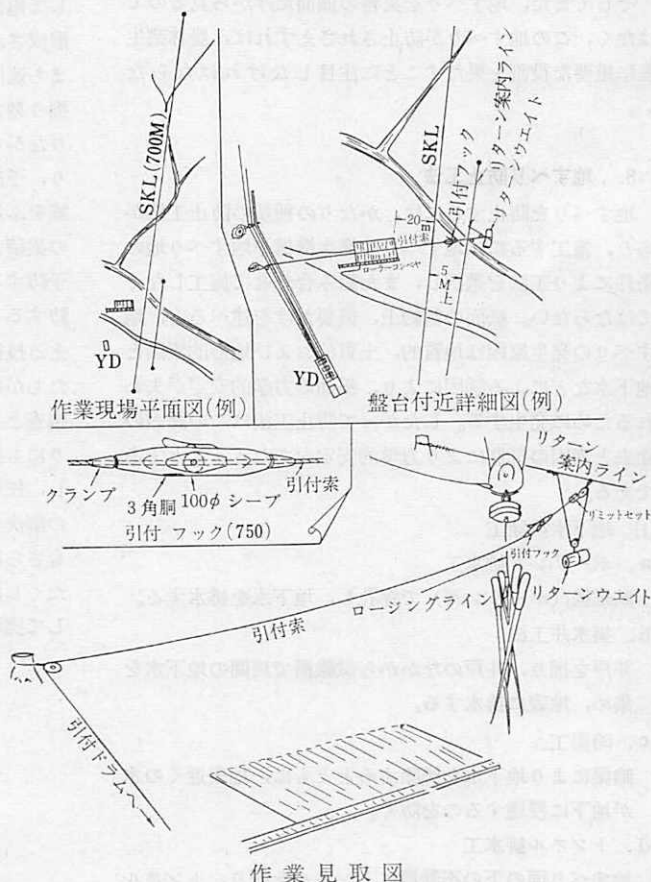 SKL(700M)
YD
YD
作業現場平面図(例)
SKL
引付フック
リターン案内ライン
リターンウエイト
20m
引付索
ローラーコンベヤ
5M上
盤台付近詳細図(例)
クランプ
3角胴
100φ シーブ
引付索
引付 フック(750)
リターン
案内ライン
リミットセット
引付フック
リターンウエイト
ロージングライン
引付索
引付ドラムへ
作業見取図